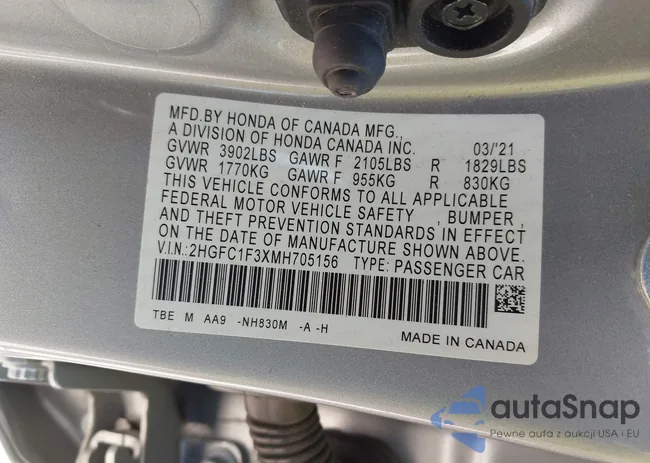 MFD.BY HONDA OF CANADA MFG.,
A DIVISION OF HONDA CANADA INC. 03/'21
GVWR 3902LBS GAWR F 2105LBS R 1829LBS
GVWR 1770KG GAWR F 955KG R 830KG
THIS VEHICLE CONFORMS TO ALL APPLICABLE
FEDERAL MOTOR VEHICLE SAFETY , BUMPER ,
AND THEFT PREVENTION STANDARDS IN EFFECT
ON THE DATE OF MANUFACTURE SHOWN ABOVE.
V.I.N.: 2HGFC1F3XMH705156 TYPE: PASSENGER CAR
TBE M AA9 -NH830M -A -H
MADE IN CANADA
autoSnap
Pewne auta z aukcji USA i EU